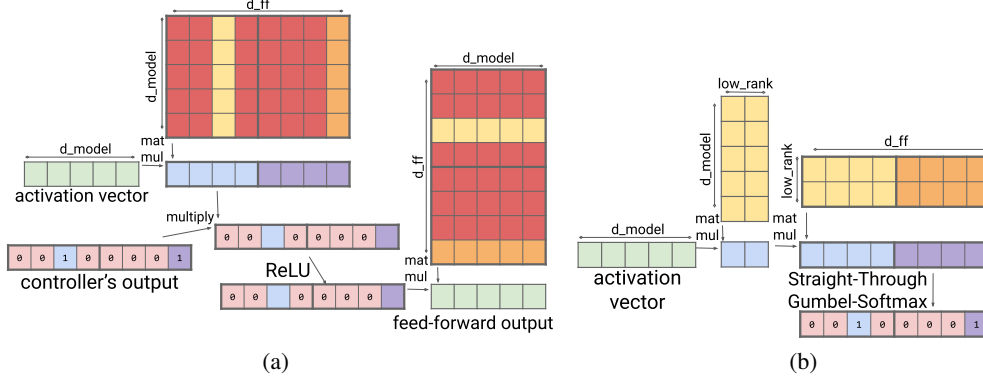 d_ff
d_model
d_model
activation vector
mat
mul
multiply
0 0 1 0 0 0 0 1
controller's output
0 0 0 0 0 0
ReLU
0 0 0 0 0 0
d_model
d_ff
mat
mul
feed-forward output
(a)
low_rank
d_model
d_model
activation
vector
mat
mul
low_rank
d_ff
mat
mul
Straight-Through
Gumbel-Softmax
0 0 1 0 0 0 0 1
(b)